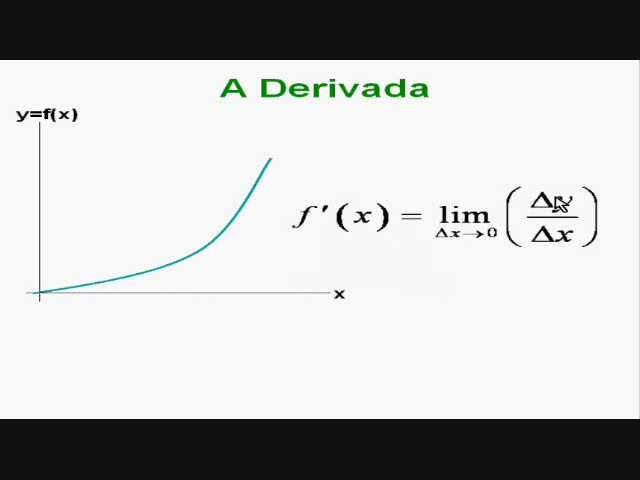 A Derivada
y=f(x)
f'(x) = lim Δx→0 (Δy/Δx)
x